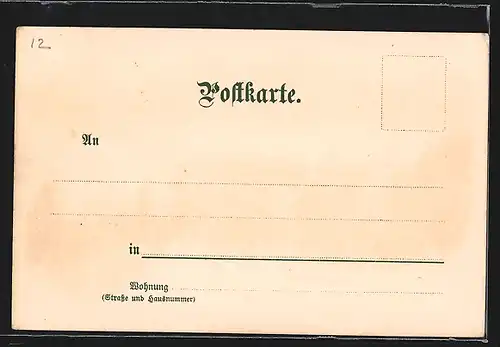 12
Postkarte.
An
in
Wohnung
(Straße und Hausnummer)